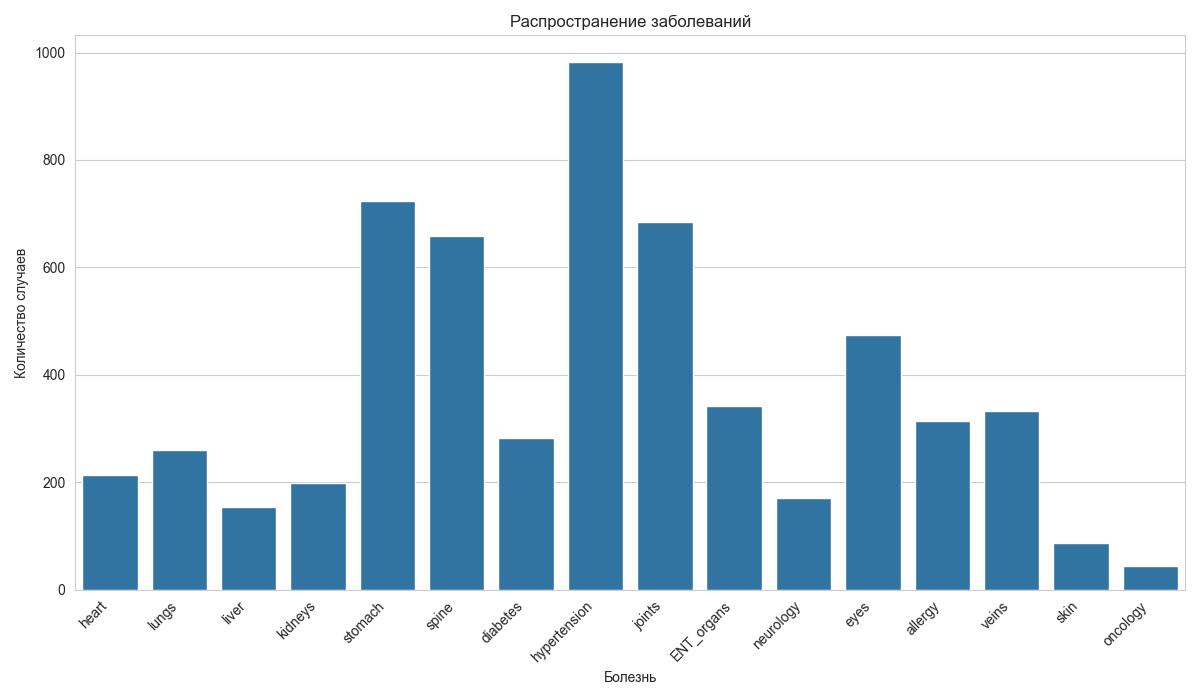 Распространение заболеваний
Количество случаев
1000
800
600
400
200
0
heart
lungs
liver
kidneys
stomach
spine
diabetes
hypertension
joints
ENT_organs
neurology
eyes
allergy
veins
skin
oncology
Болезнь